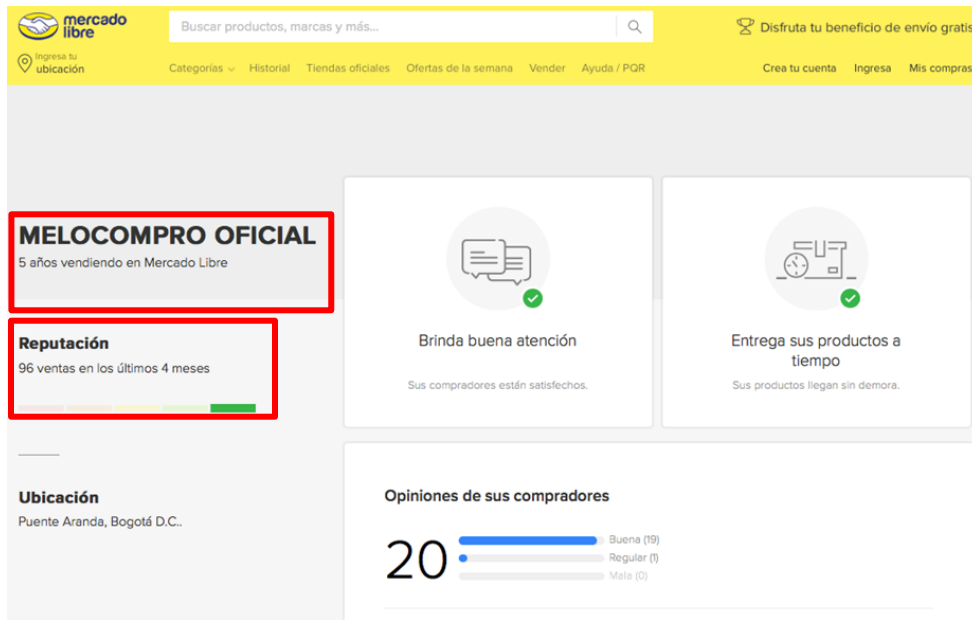 mercado
libre
Buscar productos, marcas y más...
Disfruta tu beneficio de envío gratis
Ingresa tu
ubicación
Categorías Historial Tiendas oficiales Ofertas de la semana Vender Ayuda / PQR
Crea tu cuenta Ingresa Mis compras
MELOCOMPRO OFICIAL
5 años vendiendo en Mercado Libre
Reputación
96 ventas en los últimos 4 meses
Ubicación
Puente Aranda, Bogotá D.C..
Brinda buena atención
Sus compradores están satisfechos.
Entrega sus productos a
tiempo
Sus productos llegan sin demora.
Opiniones de sus compradores
20
Buena (19)
Regular (1)
Mala (0)